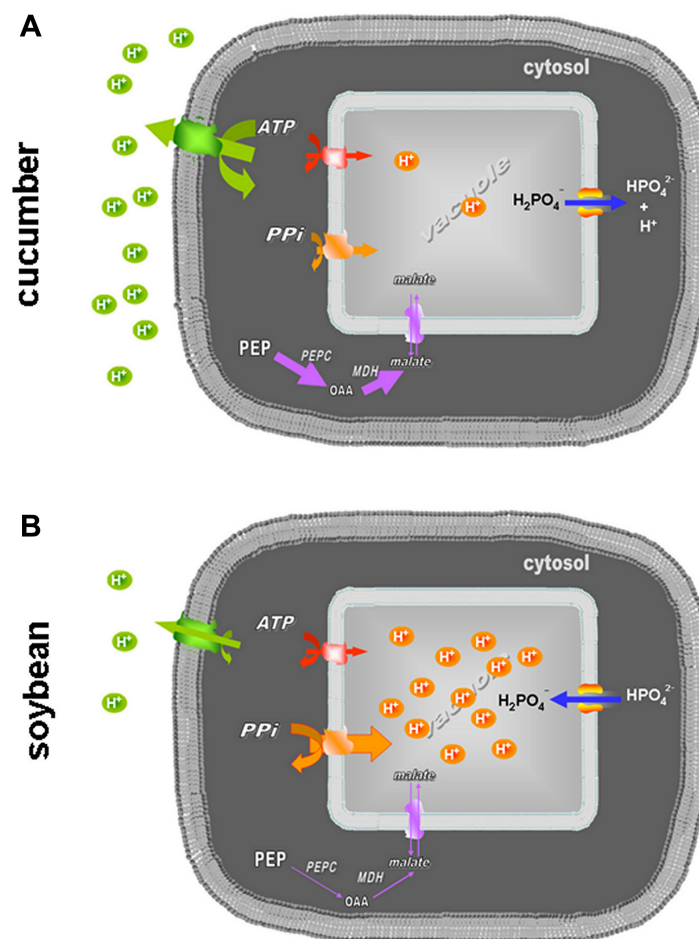 A
cucumber
cytosol
H⁺
H⁺
H⁺
H⁺
H⁺
H⁺
H⁺
H⁺
H⁺
H⁺
H⁺
ATP
PPi
H⁺
H⁺
vacuole
H₂PO₄⁻
HPO₄²⁻
+
H⁺
malate
malate
PEP
PEPC
OAA
MDH
B
soybean
cytosol
H⁺
H⁺
H⁺
ATP
PPi
H⁺
H⁺
H⁺
H⁺
H⁺
H⁺
H⁺
H⁺
H⁺
H⁺
H⁺
H⁺
vacuole
H₂PO₄⁻
HPO₄²⁻
malate
malate
PEP
PEPC
OAA
MDH